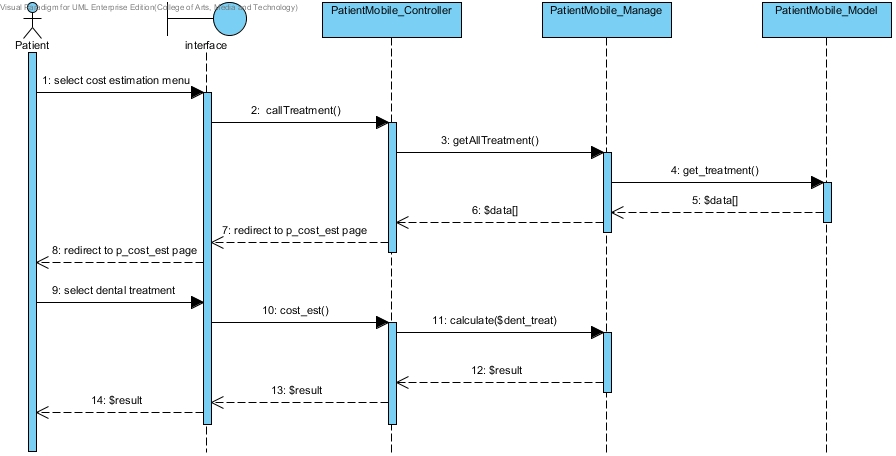 Visual Paradigm for UML Enterprise Edition(College of Arts, Media and Technology)
PatientMobile_Controller
PatientMobile_Manage
PatientMobile_Model
Patient
interface
1: select cost estimation menu
2:  callTreatment()
3: getAllTreatment()
4: get_treatment()
5: $data[]
6: $data[]
7: redirect to p_cost_est page
8: redirect to p_cost_est page
9: select dental treatment
10: cost_est()
11: calculate($dent_treat)
12: $result
13: $result
14: $result